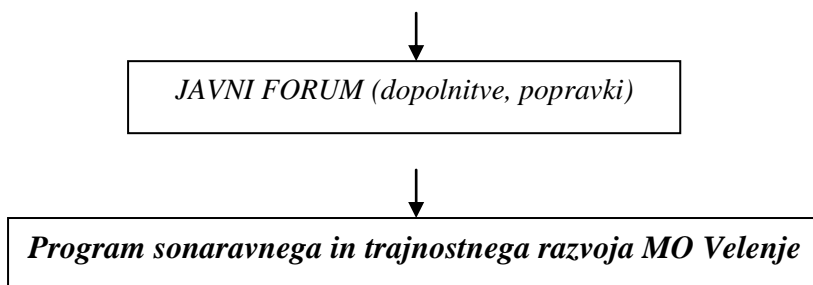 JAVNI FORUM (dopolnitve, popravki)
Program sonaravnega in trajnostnega razvoja MO Velenje